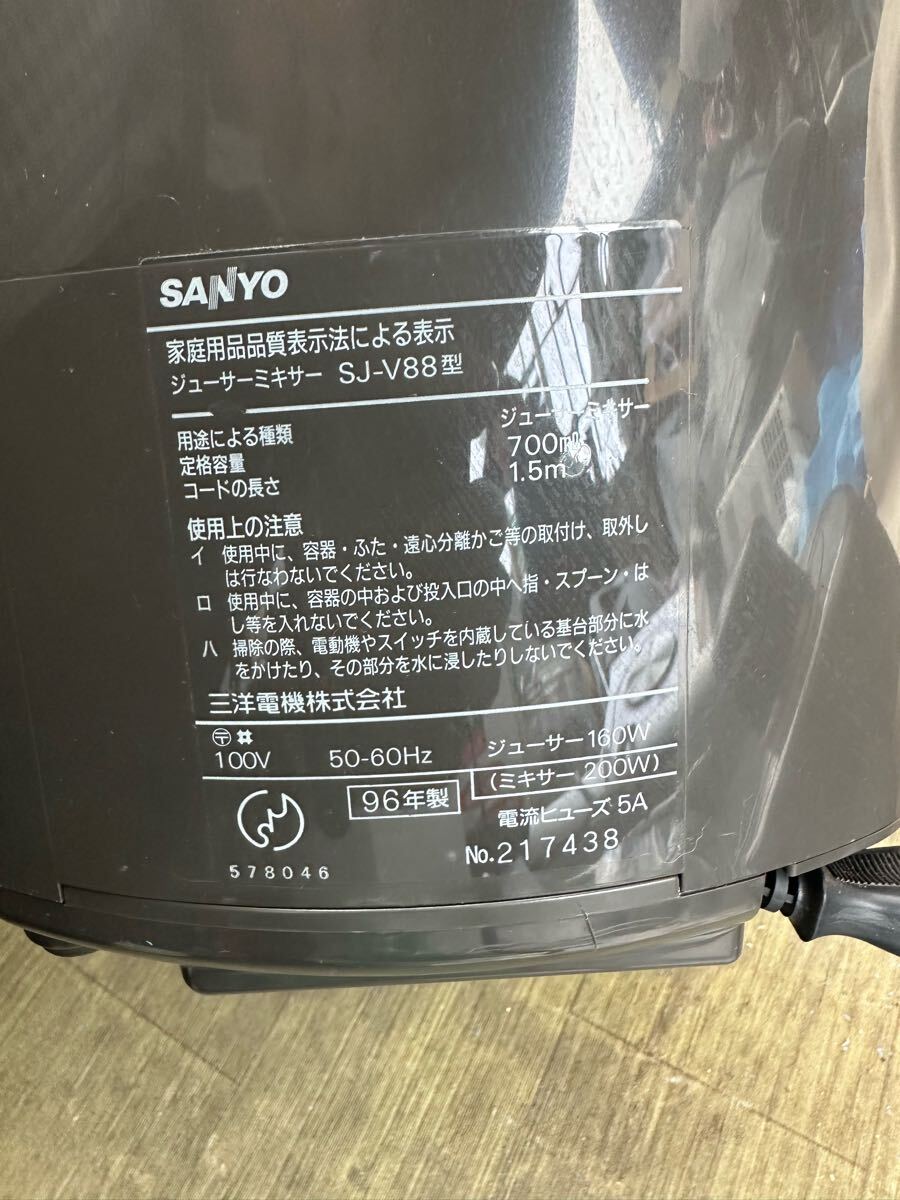 SANYO
家庭用品品質表示法による表示
ジューサーミキサー SJ-V88型
用途による種類 ジューサーミキサー
定格容量 700mℓ
コードの長さ 1.5m
使用上の注意
イ 使用中に、容器・ふた・遠心分離かご等の取付け、取外し
は行なわないでください。
ロ 使用中に、容器の中および投入口の中へ指・スプーン・は
し等を入れないでください。
ハ 掃除の際、電動機やスイッチを内蔵している基台部分に水
をかけたり、その部分を水に浸したりしないでください。
三洋電機株式会社
〒
100V 50-60Hz ジューサー160W
(ミキサー 200W)
96年製
電流ヒューズ 5A
578046
No.217438